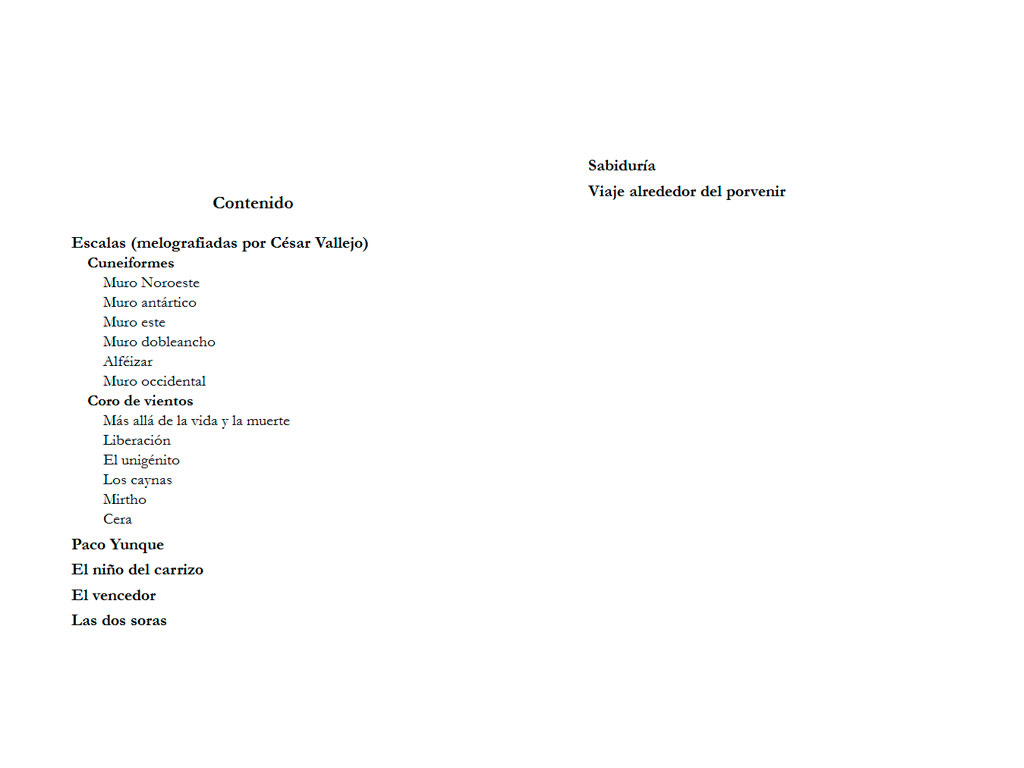 Contenido
Escalas (melografiadas por César Vallejo)
Cuneiformes
Muro Noroeste
Muro antártico
Muro este
Muro dobleancho
Alféizar
Muro occidental
Coro de vientos
Más allá de la vida y la muerte
Liberación
El unigénito
Los caynas
Mirtho
Cera
Paco Yunque
El niño del carrizo
El vencedor
Las dos soras
Sabiduría
Viaje alrededor del porvenir